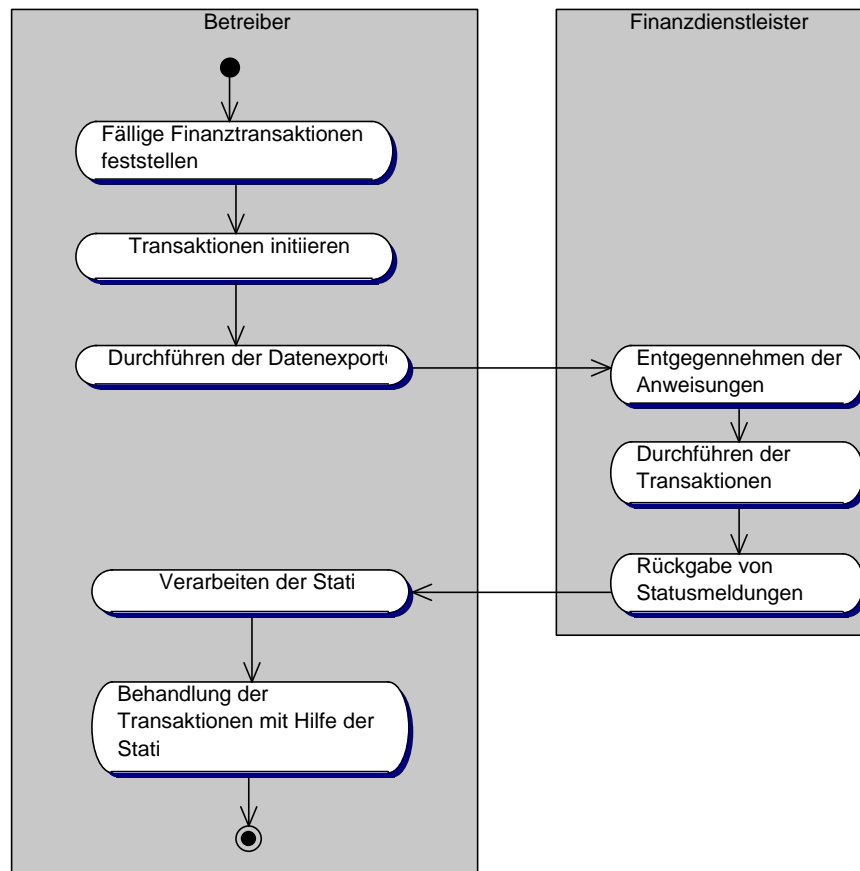 Betreiber
Finanzdienstleister
Fällige Finanztransaktionen
feststellen
Transaktionen initiieren
Durchführen der Datenexporte
Entgegennehmen der
Anweisungen
Durchführen der
Transaktionen
Rückgabe von
Statusmeldungen
Verarbeiten der Stati
Behandlung der
Transaktionen mit Hilfe der
Stati